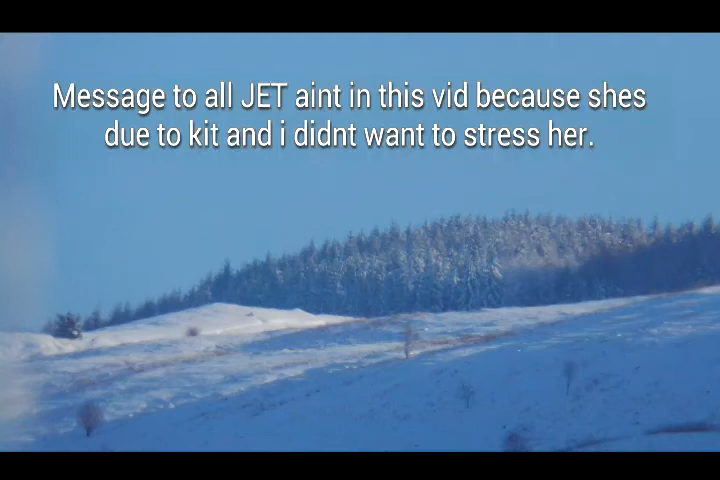 Message to all JET aint in this vid because shes
due to kit and i didnt want to stress her.